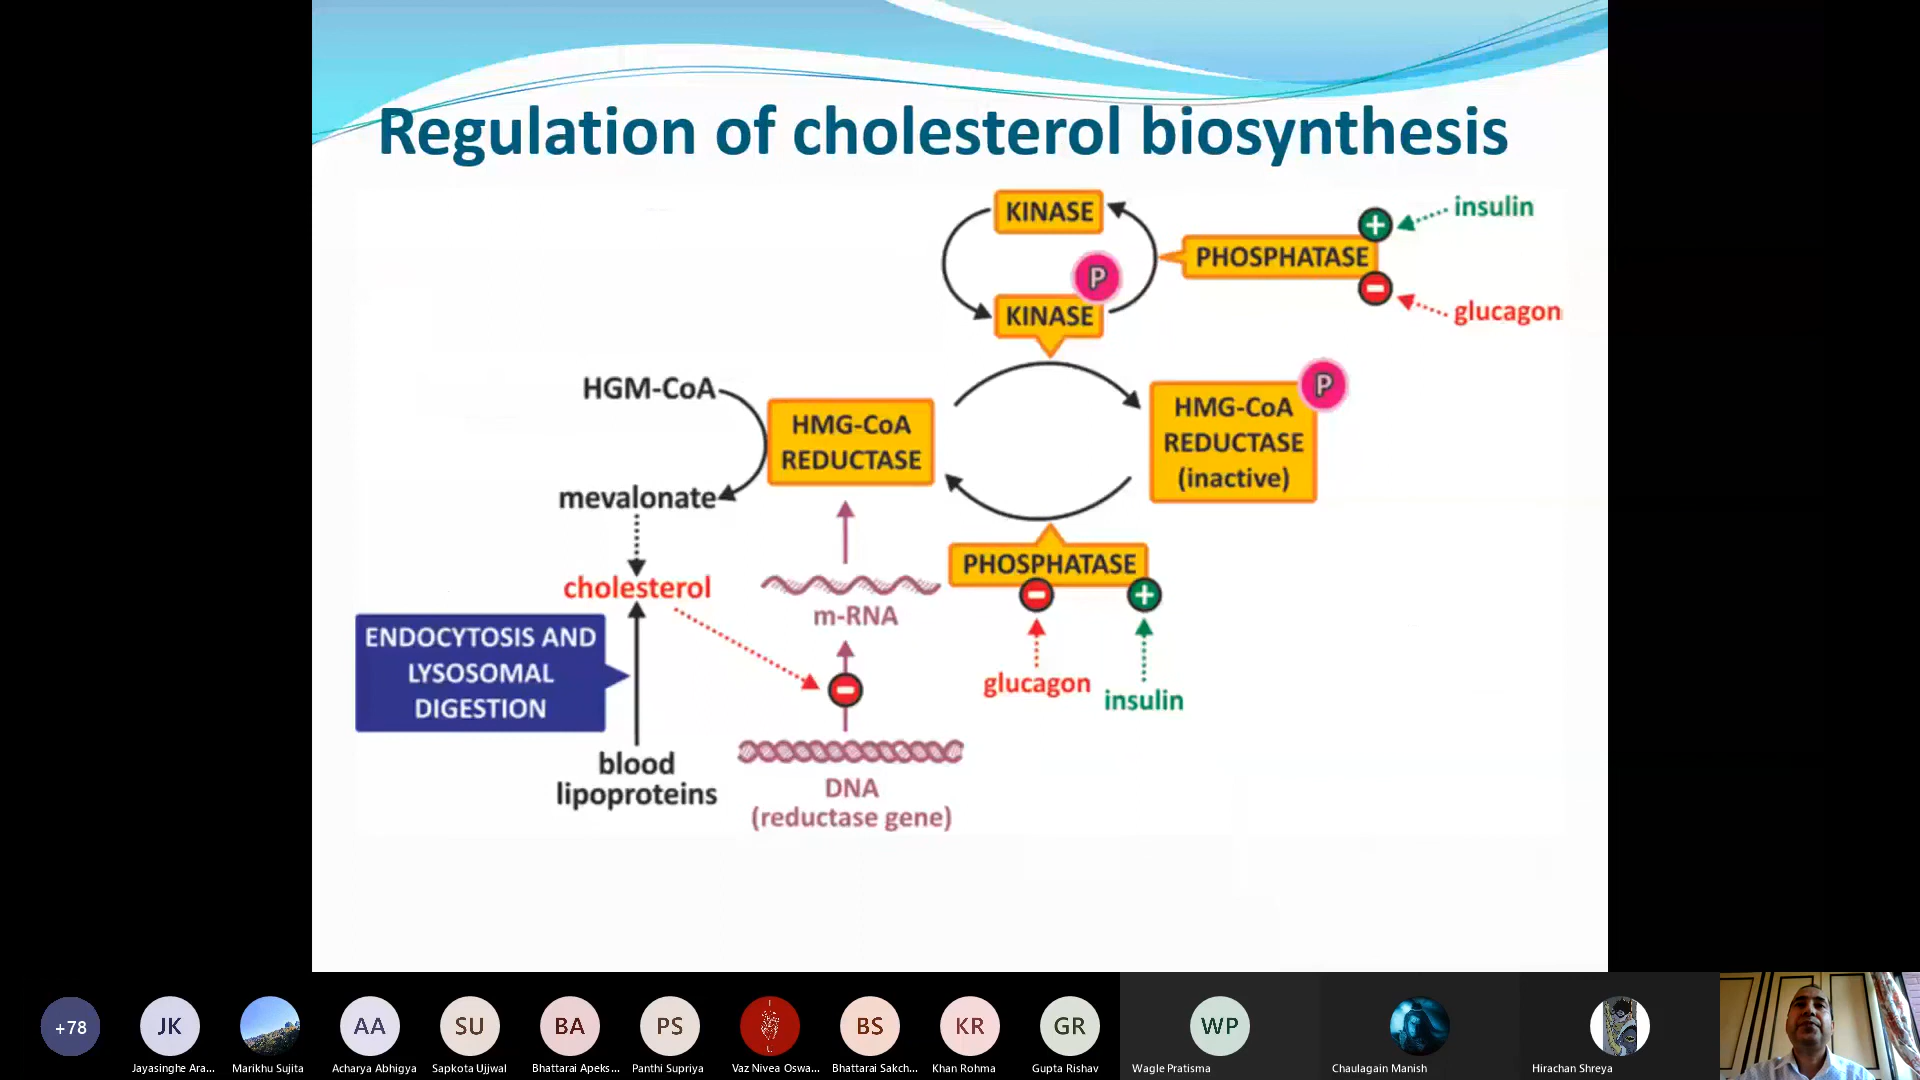 Regulation of cholesterol biosynthesis
KINASE
P
KINASE
PHOSPHATASE
+
insulin
-
glucagon
HGM-CoA
mevalonate
cholesterol
HMG-CoA
REDUCTASE
P
HMG-CoA
REDUCTASE
(inactive)
PHOSPHATASE
-
+
glucagon
insulin
m-RNA
-
DNA
(reductase gene)
ENDOCYTOSIS AND
LYSOSOMAL
DIGESTION
blood
lipoproteins
+78
JK
AA
SU
BA
PS
BS
KR
GR
WP
Jayasinghe Ara...
Marikhu Sujita
Acharya Abhigya
Sapkota Ujjwal
Bhattarai Apeks...
Panthi Supriya
Vaz Nivea Oswa...
Bhattarai Sakch...
Khan Rohma
Gupta Rishav
Wagle Pratisma
Chaulagain Manish
Hirachan Shreya